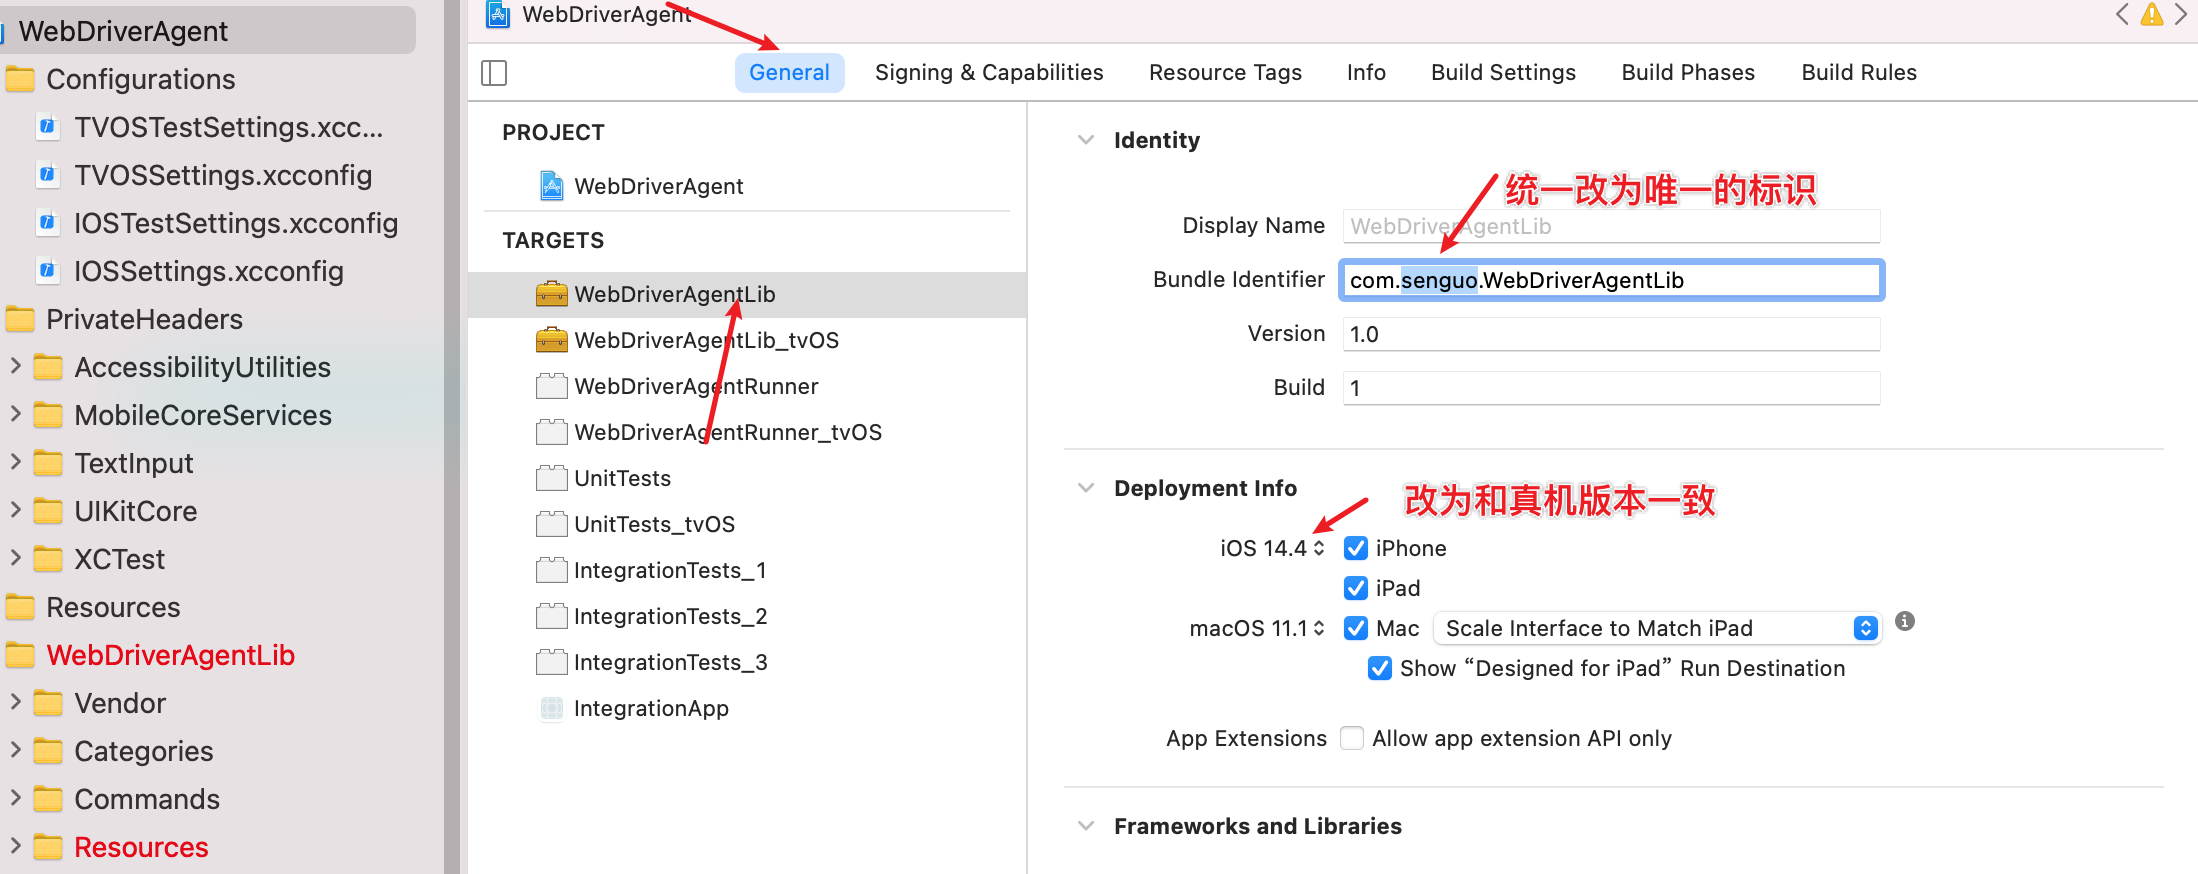 WebDriverAgent
Configurations
TVOSTestSettings.xcc...
TVOSSettings.xcconfig
IOSTestSettings.xcconfig
IOSSettings.xcconfig
PrivateHeaders
AccessibilityUtilities
MobileCoreServices
TextInput
UIKitCore
XCTest
Resources
WebDriverAgentLib
Vendor
Categories
Commands
Resources
WebDriverAgent
General
Signing & Capabilities
Resource Tags
Info
Build Settings
Build Phases
Build Rules
PROJECT
WebDriverAgent
TARGETS
WebDriverAgentLib
WebDriverAgentLib_tvOS
WebDriverAgentRunner
WebDriverAgentRunner_tvOS
UnitTests
UnitTests_tvOS
IntegrationTests_1
IntegrationTests_2
IntegrationTests_3
IntegrationApp
Identity
统一改为唯一的标识
Display Name WebDriverAgentLib
Bundle Identifier com.senguo.WebDriverAgentLib
Version 1.0
Build 1
Deployment Info
改为和真机版本一致
iOS 14.4 iPhone
iPad
macOS 11.1 Mac Scale Interface to Match iPad
Show “Designed for iPad” Run Destination
App Extensions Allow app extension API only
Frameworks and Libraries